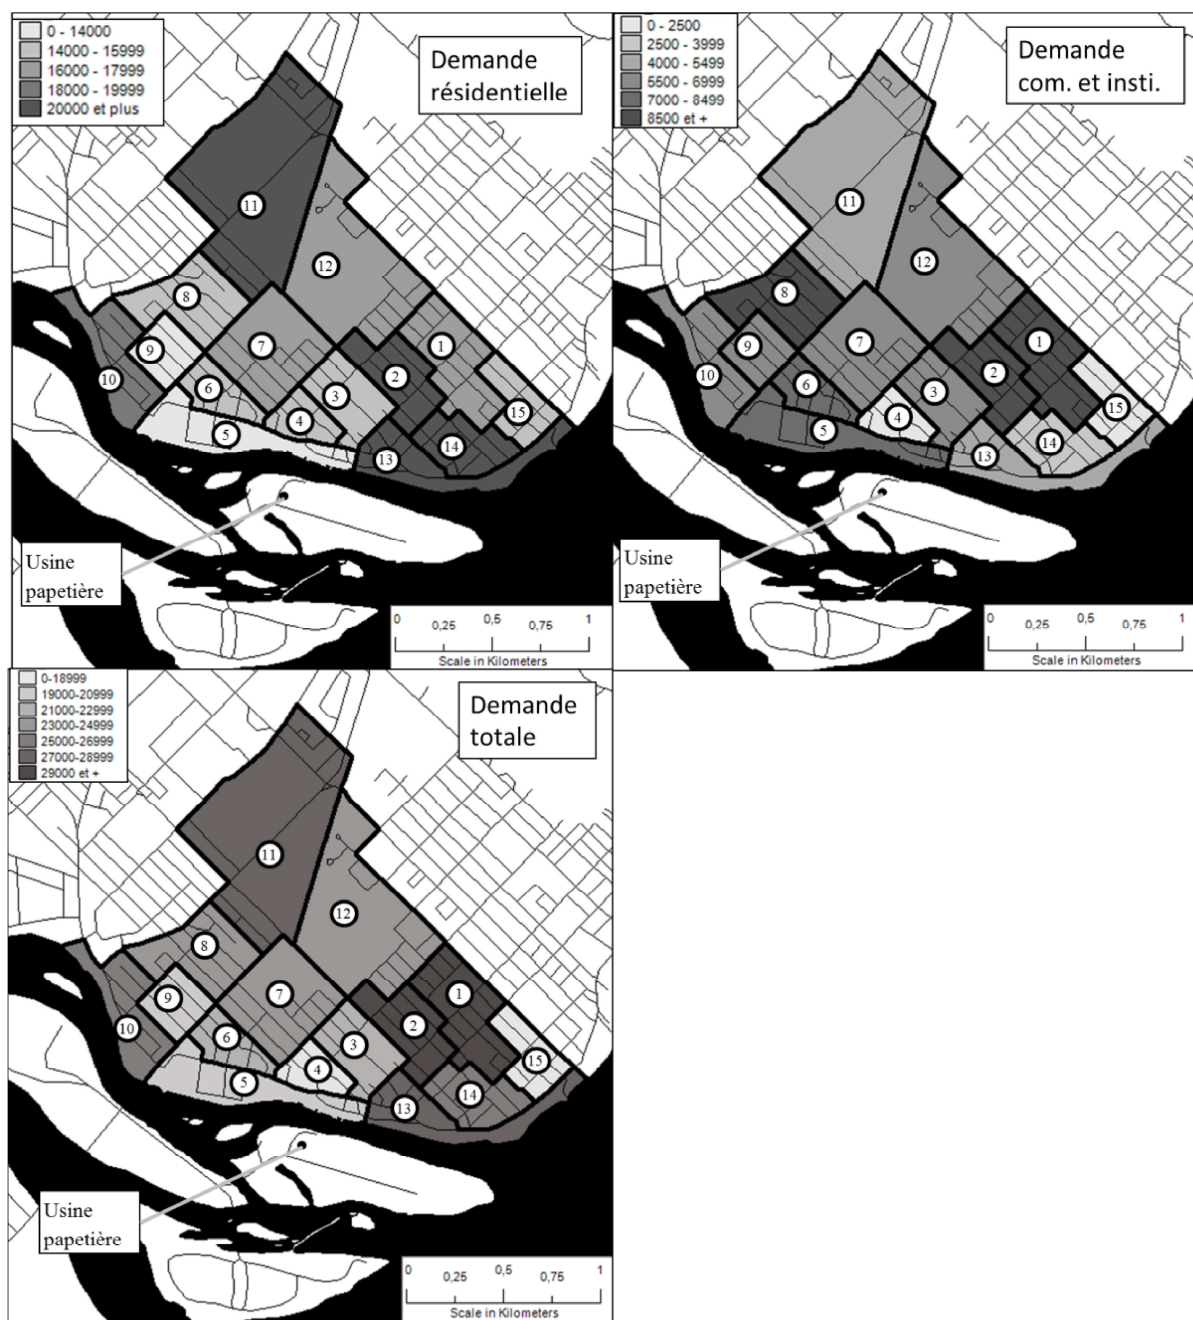 0 - 14000
14000 - 15999
16000 - 17999
18000 - 19999
20000 et plus
Demande
résidentielle
11
12
8
1
7
9
2
10
6
3
15
4
5
14
13
Usine
papetière
0 0,25 0,5 0,75 1
Scale in Kilometers
0 - 2500
2500 - 3999
4000 - 5499
5500 - 6999
7000 - 8499
8500 et +
Demande
com. et insti.
11
12
8
1
7
9
2
10
6
3
15
4
5
14
13
Usine
papetière
0 0,25 0,5 0,75 1
Scale in Kilometers
0-18999
19000-20999
21000-22999
23000-24999
25000-26999
27000-28999
29000 et +
Demande
totale
11
12
8
1
7
9
2
10
6
3
15
4
5
14
13
Usine
papetière
0 0,25 0,5 0,75 1
Scale in Kilometers